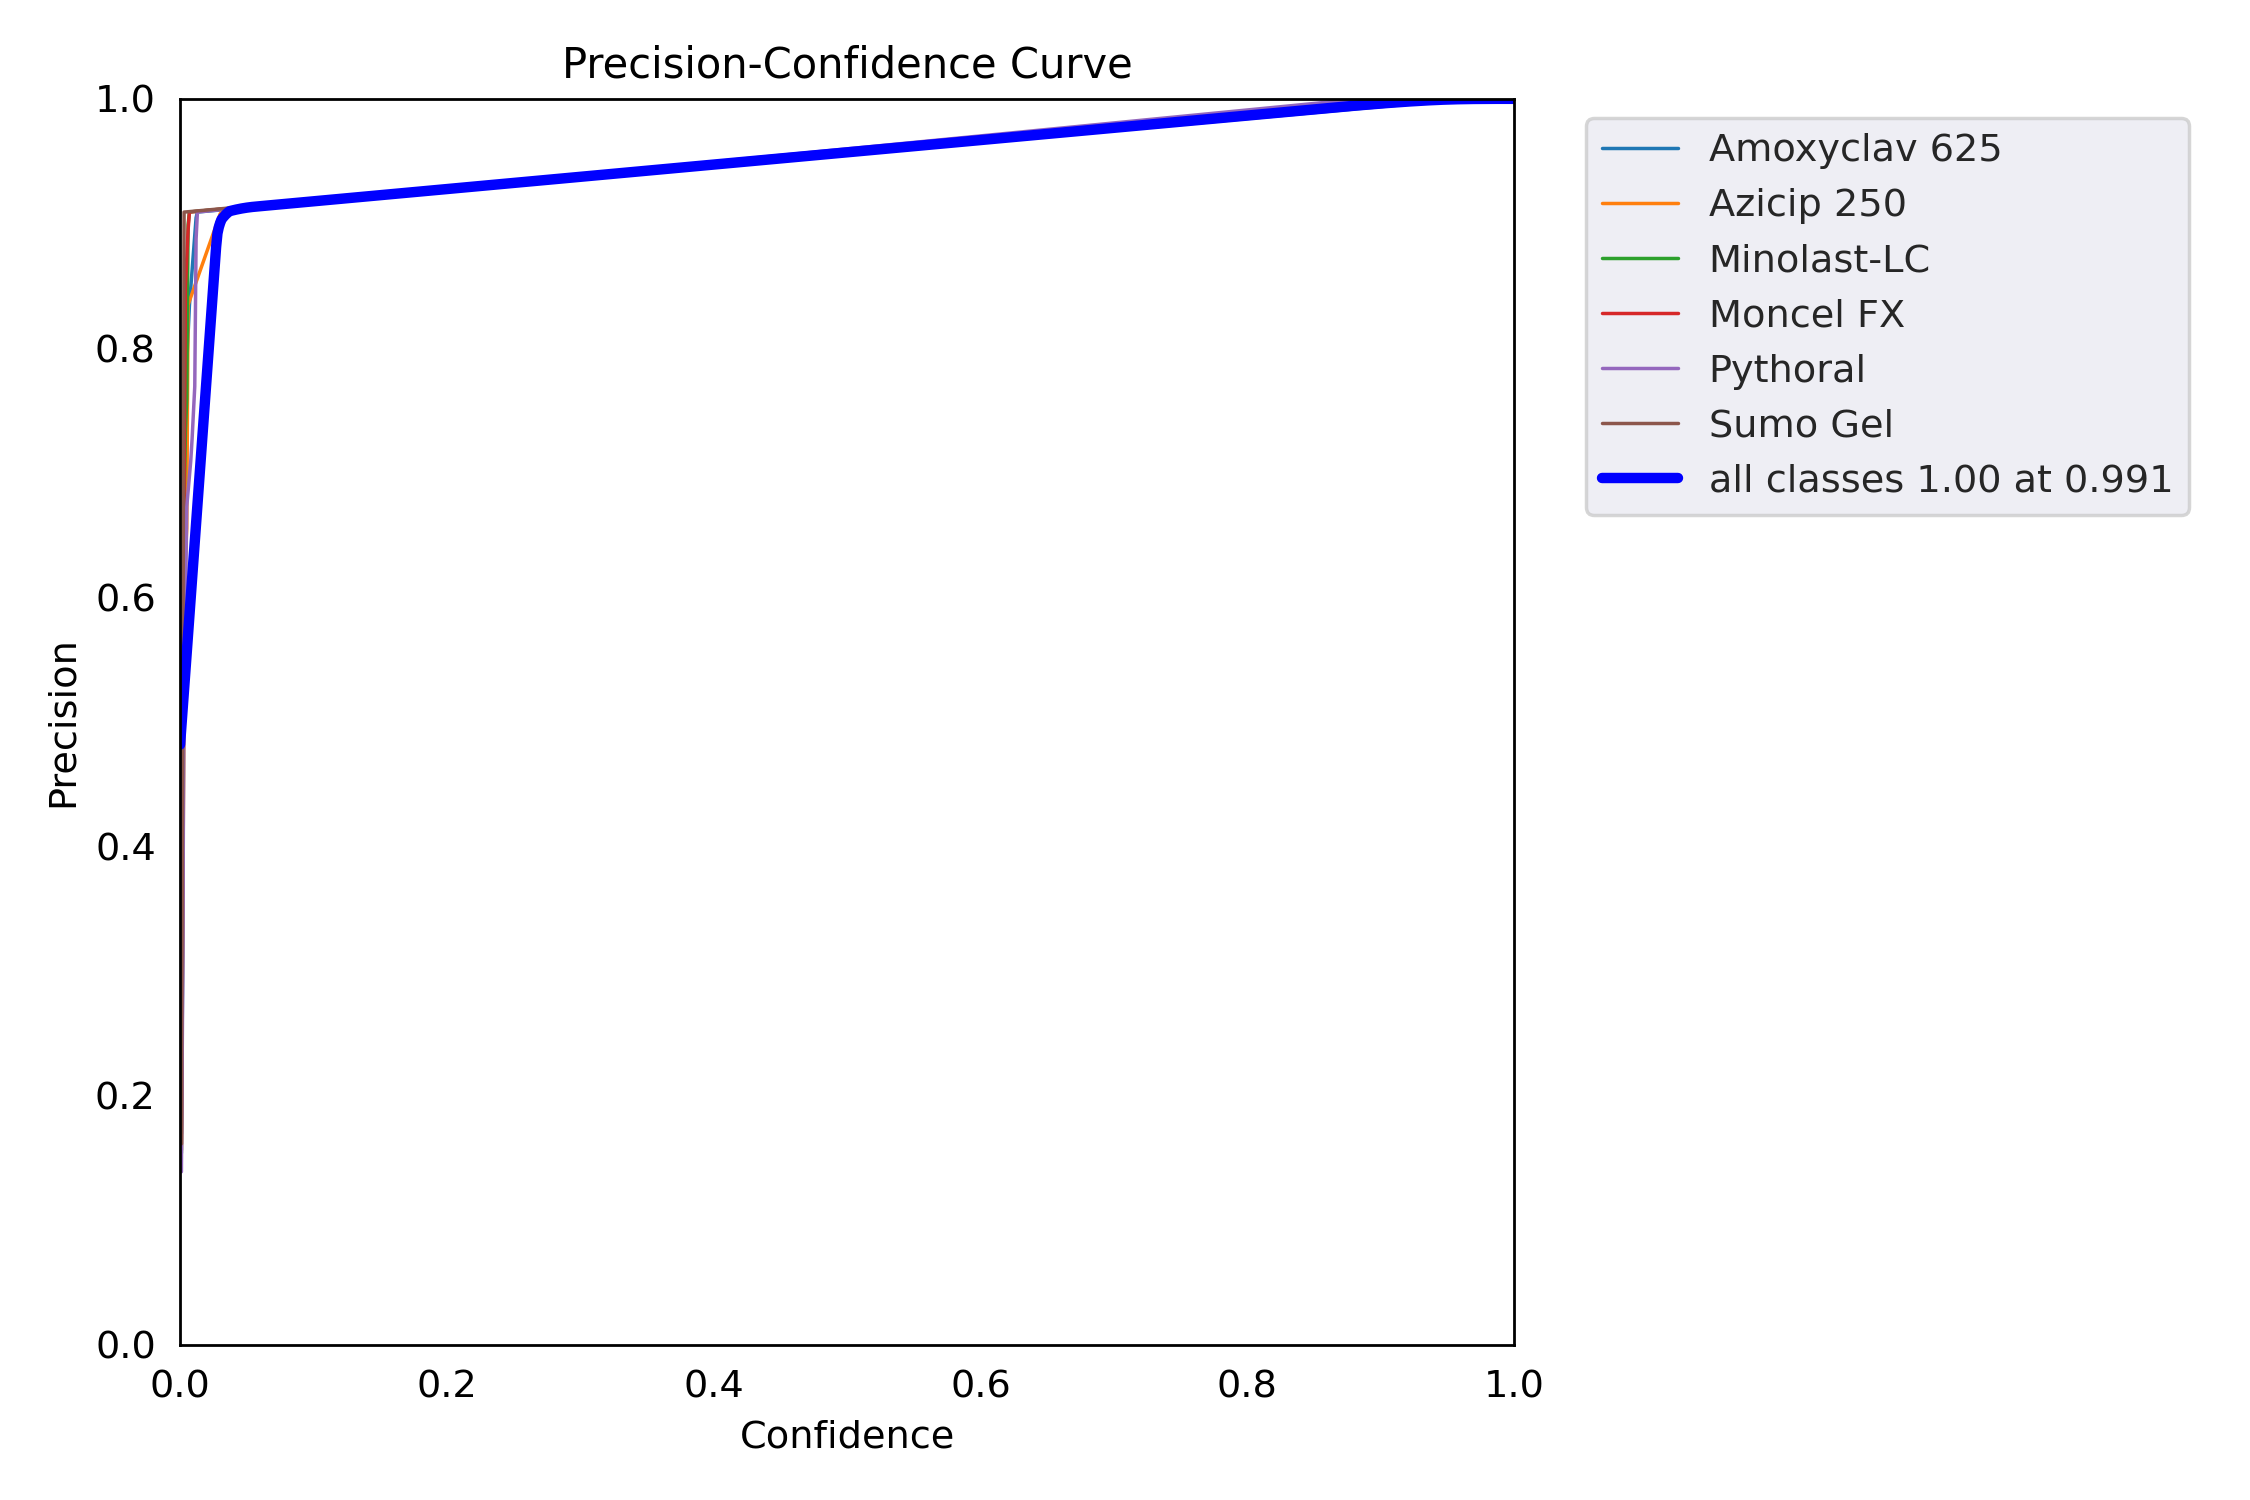 Precision-Confidence Curve
1.0
0.8
0.6
0.4
0.2
0.0
Precision
0.0 0.2 0.4 0.6 0.8 1.0
Confidence
Amoxyclav 625
Azicip 250
Minolast-LC
Moncel FX
Pythoral
Sumo Gel
all classes 1.00 at 0.991